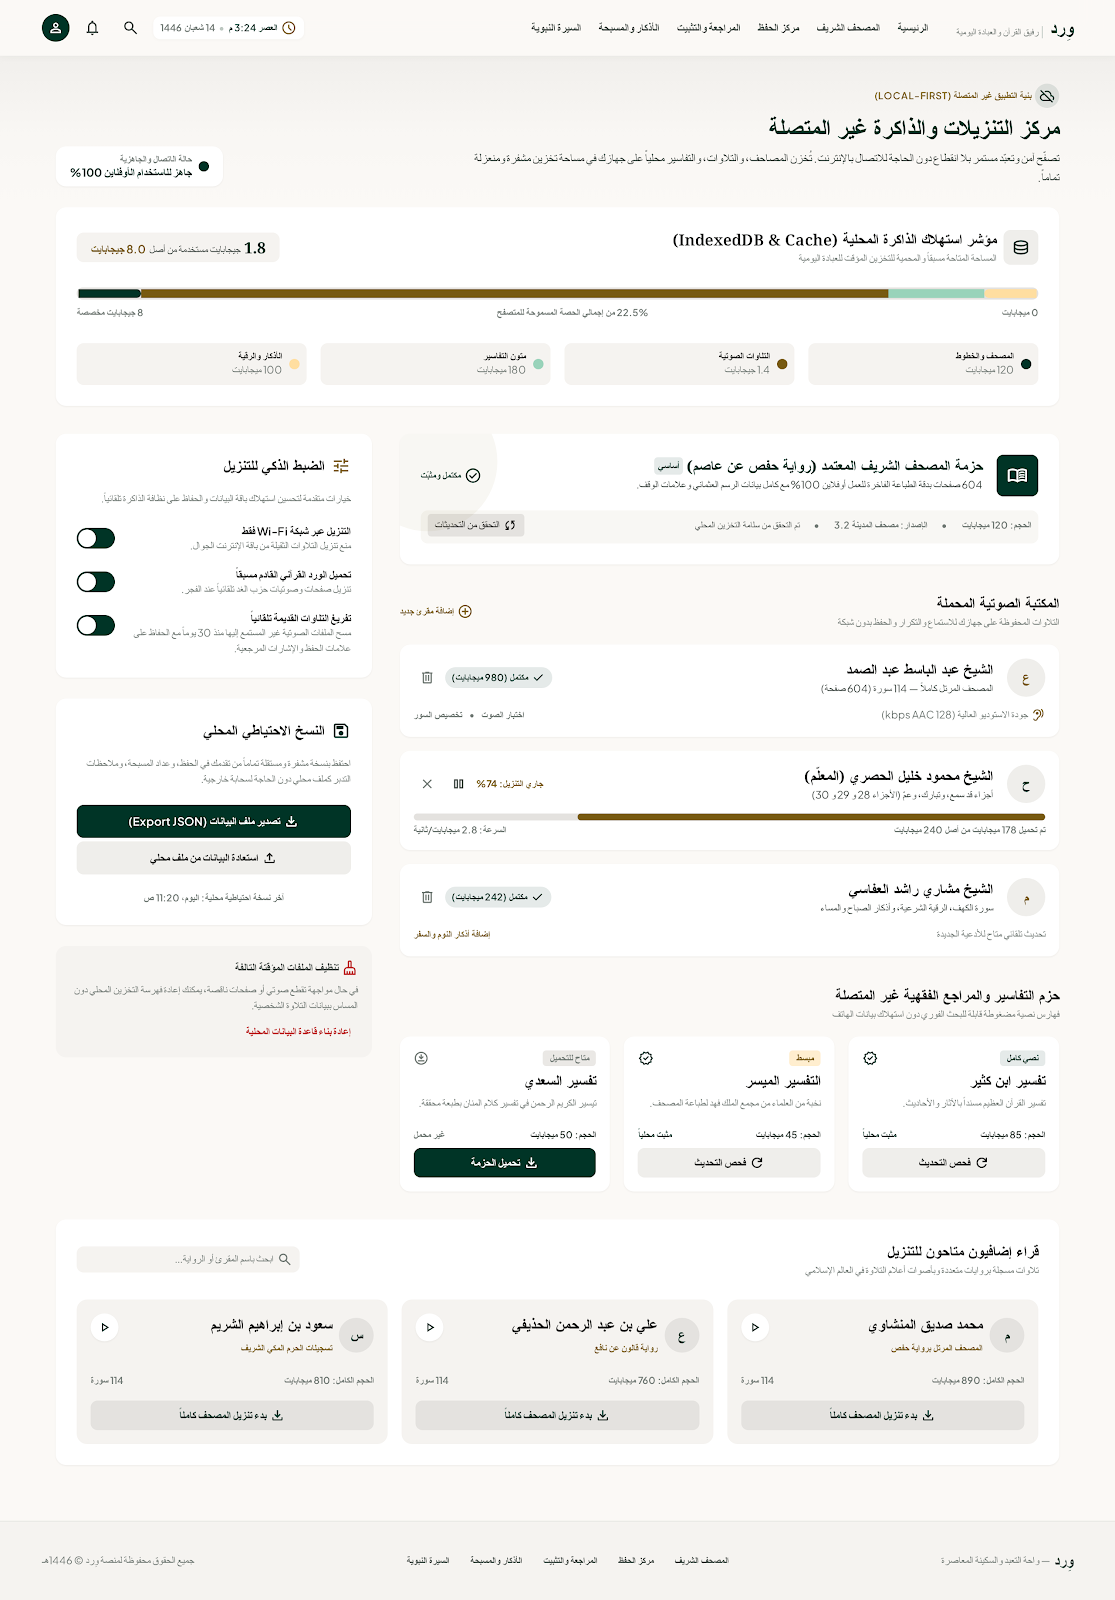 وِرد
رفيق القرآن والعبادة اليومية
الرئيسية
المصحف الشريف
مركز الحفظ
المراجعة والتثبيت
الأذكار والمسبحة
السيرة النبوية
العصر 3:24 م • 14 شعبان 1446
بنية التطبيق غير المتصلة (LOCAL-FIRST)
مركز التنزيلات والذاكرة غير المتصلة
تصفّح آمن وتعبّد مستمر بلا انقطاع دون الحاجة للاتصال بالإنترنت. تُخزن المصاحف، والتلاوات، والتفاسير محلياً على جهازك في مساحة تخزين مشفرة ومنعزلة
تماماً.
حالة الاتصال والجاهزية
جاهز للاستخدام الأوفلاين 100%
مؤشر استهلاك الذاكرة المحلية (IndexedDB & Cache)
المساحة المتاحة مسبقاً والمحمية للتخزين المؤقت للعبادة اليومية
1.8 جيجابايت مستخدمة من أصل 8.0 جيجابايت
0 ميجابايت
22.5% من إجمالي الحصة المسموحة للمتصفح
8 جيجابايت مخصصة
المصحف والخطوط
120 ميجابايت
التلاوات الصوتية
1.4 جيجابايت
متون التفاسير
180 ميجابايت
الأذكار والرقية
100 ميجابايت
حزمة المصحف الشريف المعتمد (رواية حفص عن عاصم)
أساسي
604 صفحات بدقة الطباعة الفاخرة للعمل أوفلاين 100% مع كامل بيانات الرسم العثماني وعلامات الوقف.
مكتمل ومثبّت
الحجم: 120 ميجابايت • الإصدار: مصحف المدينة 3.2 • تم التحقق من سلامة التخزين المحلي
التحقق من التحديثات
المكتبة الصوتية المحملة
التلاوات المحفوظة على جهازك للاستماع والتكرار والحفظ بدون شبكة
إضافة مقرئ جديد
ع
الشيخ عبد الباسط عبد الصمد
المصحف المرتل كاملاً — 114 سورة (604 صفحة)
مكتمل (980 ميجابايت)
جودة الاستوديو العالية (128 kbps AAC)
اختبار الصوت • تخصيص السور
ح
الشيخ محمود خليل الحصري (المعلّم)
أجزاء قد سمع، وتبارك، وعمّ (الأجزاء 28 و 29 و 30)
جاري التنزيل: 74%
تم تحميل 178 ميجابايت من أصل 240 ميجابايت
السرعة: 2.8 ميجابايت/ثانية
م
الشيخ مشاري راشد العفاسي
سورة الكهف، الرقية الشرعية، وأذكار الصباح والمساء
مكتمل (242 ميجابايت)
تحديث تلقائي متاح للأدعية الجديدة
إضافة أذكار النوم والسفر
حزم التفاسير والمراجع الفقهية غير المتصلة
فهارس نصية مضغوطة قابلة للبحث الفوري دون استهلاك بيانات الهاتف
نصي كامل
تفسير ابن كثير
تفسير القرآن العظيم مسنداً بالآثار والأحاديث.
الحجم: 85 ميجابايت
مثبت محلياً
فحص التحديث
مبسط
التفسير الميسر
نخبة من العلماء من مجمع الملك فهد لطباعة المصحف.
الحجم: 45 ميجابايت
مثبت محلياً
فحص التحديث
متاح للتحميل
تفسير السعدي
تيسير الكريم الرحمن في تفسير كلام المنان بطبعة محققة.
الحجم: 50 ميجابايت
غير محمل
تحميل الحزمة
الضبط الذكي للتنزيل
خيارات متقدمة لتحسين استهلاك باقة البيانات والحفاظ على نظافة الذاكرة تلقائياً.
التنزيل عبر شبكة Wi-Fi فقط
منع تنزيل التلاوات الثقيلة من باقة الإنترنت الجوال.
تحميل الورد القرآني القادم مسبقاً
تنزيل صفحات وصوتيات حزب الغد تلقائياً عند الفجر.
تفريغ التلاوات القديمة تلقائياً
مسح الملفات الصوتية غير المستمع إليها منذ 30 يوماً مع الحفاظ على
علامات الحفظ والإشارات المرجعية.
النسخ الاحتياطي المحلي
احتفظ بنسخة مشفرة ومستقلة تماماً من تقدمك في الحفظ، وعداد المسبحة، وملاحظات
التدبر كملف محلي دون الحاجة لسحابة خارجية.
تصدير ملف البيانات (Export JSON)
استعادة البيانات من ملف محلي
آخر نسخة احتياطية محلية: اليوم، 11:20 ص
تنظيف الملفات المؤقتة التالفة
في حال مواجهة تقطع صوتي أو صفحات ناقصة، يمكنك إعادة فهرسة التخزين المحلي دون
المساس ببيانات التلاوة الشخصية.
إعادة بناء قاعدة البيانات المحلية
قراء إضافيون متاحون للتنزيل
تلاوات مسجلة بروايات متعددة وبأصوات أعلام التلاوة في العالم الإسلامي
ابحث باسم المقرئ أو الرواية...
م
محمد صديق المنشاوي
المصحف المرتل برواية حفص
الحجم الكامل: 890 ميجابايت
114 سورة
بدء تنزيل المصحف كاملاً
ع
علي بن عبد الرحمن الحذيفي
رواية قالون عن نافع
الحجم الكامل: 760 ميجابايت
114 سورة
بدء تنزيل المصحف كاملاً
س
سعود بن إبراهيم الشريم
تسجيلات الحرم المكي الشريف
الحجم الكامل: 810 ميجابايت
114 سورة
بدء تنزيل المصحف كاملاً
وِرد — واحة التعبد والسكينة المعاصرة
المصحف الشريف
مركز الحفظ
المراجعة والتثبيت
الأذكار والمسبحة
السيرة النبوية
جميع الحقوق محفوظة لمنصة ورد © 1446هـ